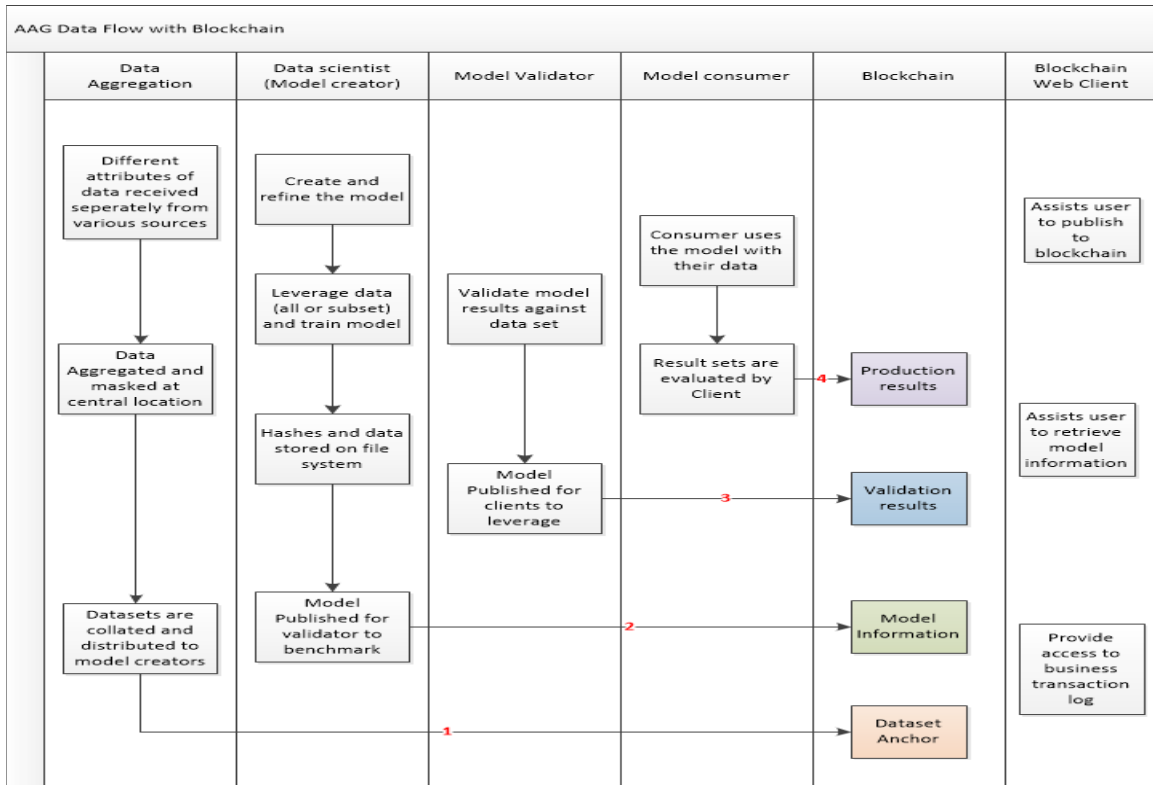 AAG Data Flow with Blockchain
Data
Aggregation
Data scientist
(Model creator)
Model Validator
Model consumer
Blockchain
Blockchain
Web Client
Different
attributes of
data received
seperately from
various sources
Data
Aggregated and
masked at
central location
Datasets are
collated and
distributed to
model creators
Create and
refine the model
Leverage data
(all or subset)
and train model
Hashes and data
stored on file
system
Model
Published for
validator to
benchmark
Validate model
results against
data set
Model
Published for
clients to
leverage
Consumer uses
the model with
their data
Result sets are
evaluated by
Client
4
3
2
1
Production
results
Validation
results
Model
Information
Dataset
Anchor
Assists user
to publish
to
blockchain
Assists user
to retrieve
model
information
Provide
access to
business
transaction
log